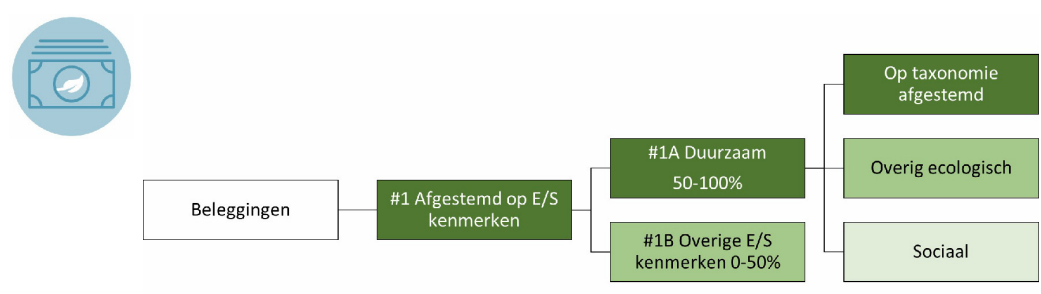 Beleggingen
#1 Afgestemd op E/S
kenmerken
#1A Duurzaam
50-100%
#1B Overige E/S
kenmerken 0-50%
Op taxonomie
afgestemd
Overig ecologisch
Sociaal